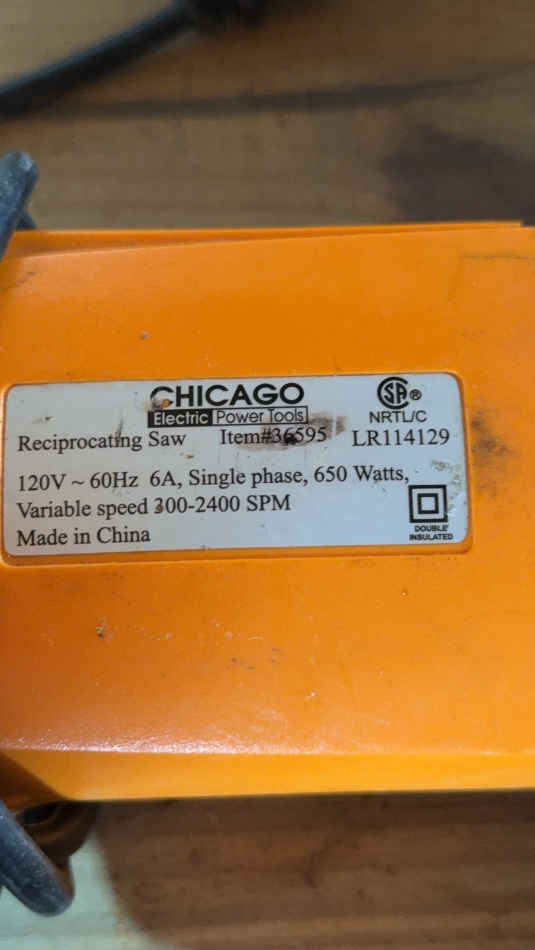 CHICAGO
Electric Power Tools
SA ®
NRTL/C
Reciprocating Saw Item#36595 LR114129
120V ~ 60Hz 6A, Single phase, 650 Watts,
Variable speed 300-2400 SPM
Made in China
DOUBLE
INSULATED